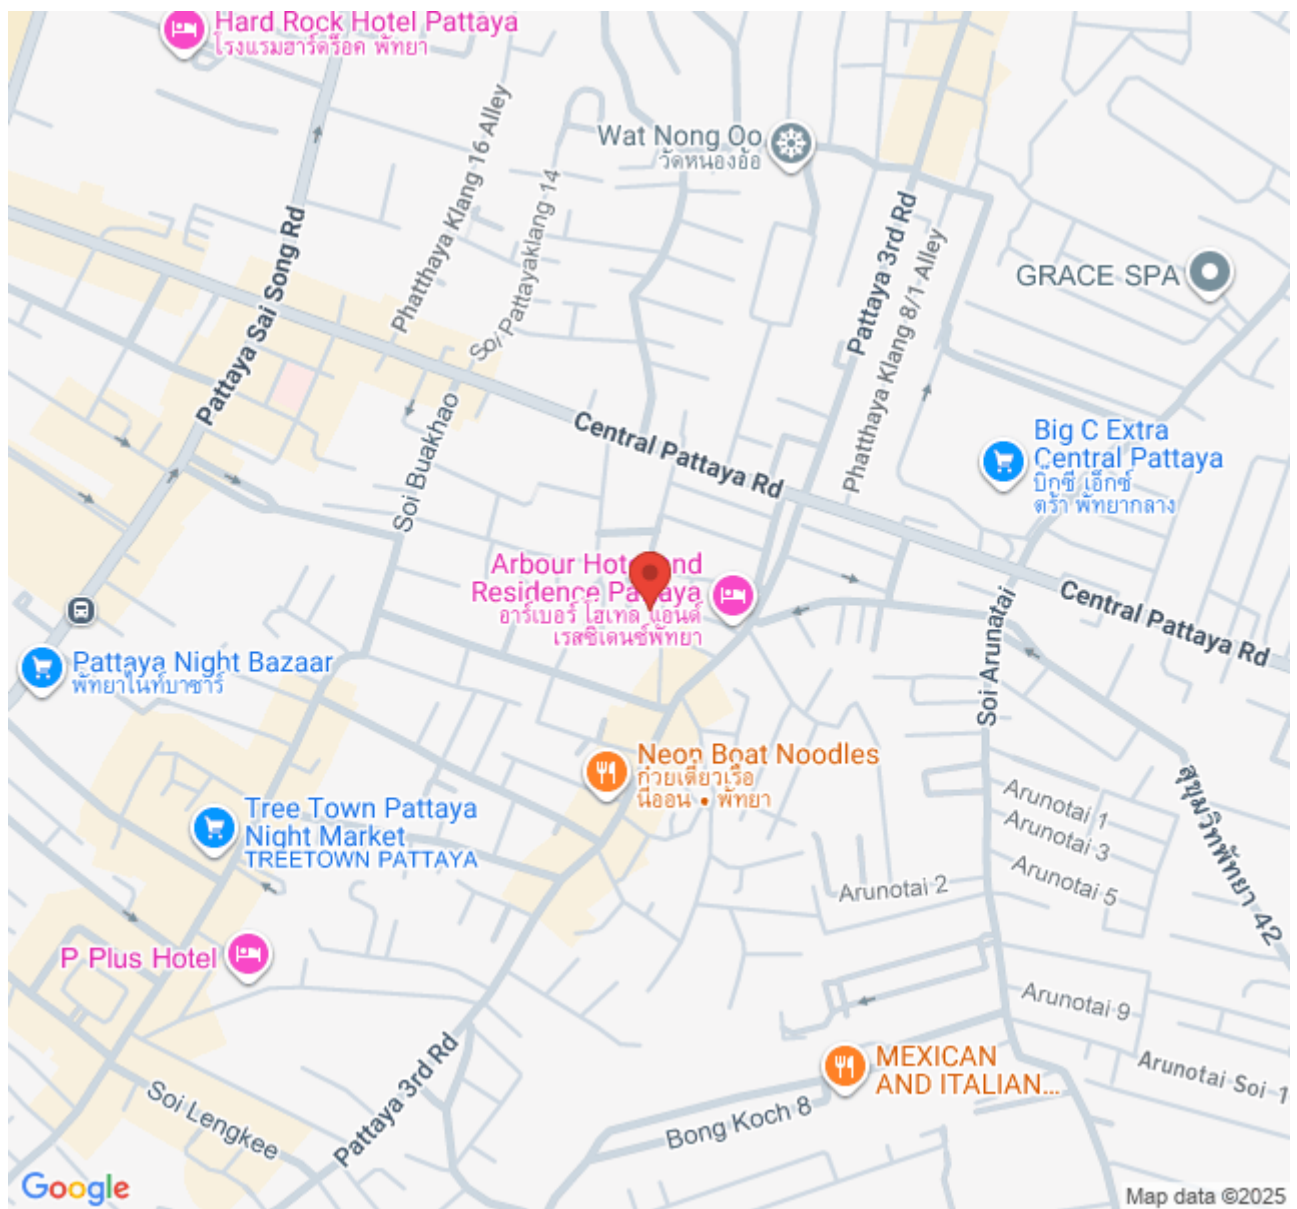 Hard Rock Hotel Pattaya
โรงแรมฮาร์ดร็อค พัทยา
Phatthaya Klang 16 Alley
Wat Nong Oo
วัดหนองอ้อ
Soi Pattayaklang 14
Pattaya 3rd Rd
Phatthaya Klang 8/1 Alley
GRACE SPA
Pattaya Sai Song Rd
Soi Buakhao
Central Pattaya Rd
Big C Extra
Central Pattaya
บิ๊กซี เอ็กซ์
ตร้า พัทยากลาง
Arbour Hotel and
Residence Pattaya
อาร์เบอร์ โฮเทล แอนด์
เรสซิเดนซ์พัทยา
Central Pattaya Rd
Soi Arunatai
Pattaya Night Bazaar
พัทยาไนท์บาซาร์
Neon Boat Noodles
ก๋วยเตี๋ยวเรือ
นีออน • พัทยา
Tree Town Pattaya
Night Market
TREETOWN PATTAYA
Arunotai 1
Arunotai 3
Arunotai 5
สุขุมวิทพัทยา 42
Arunotai 2
P Plus Hotel
Arunotai 9
MEXICAN
AND ITALIAN...
Arunotai Soi 1
Pattaya 3rd Rd
Soi Lengkee
Bong Koch 8
Google
Map data ©2025